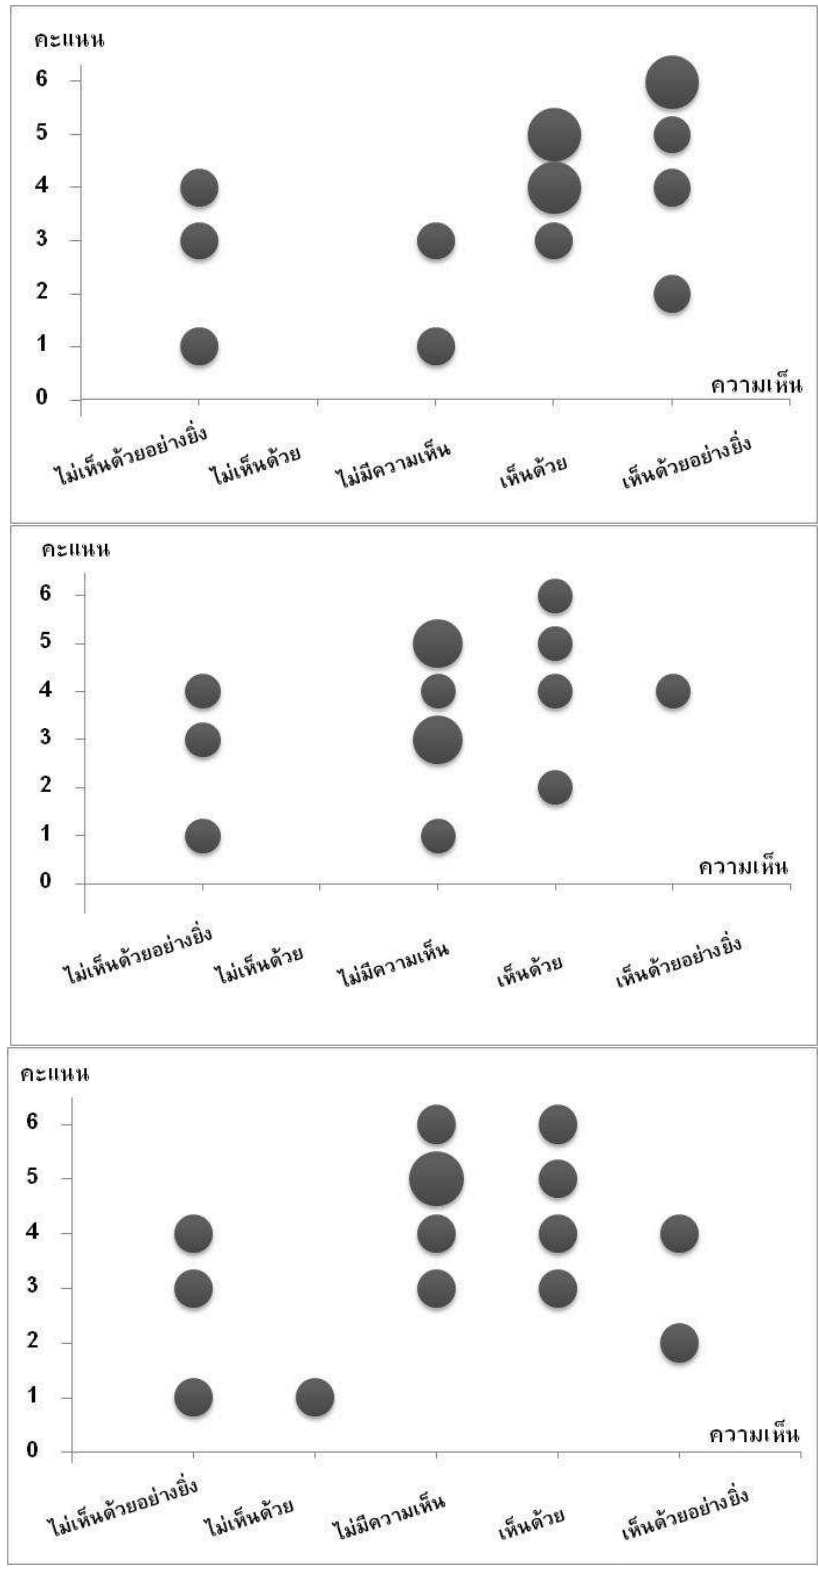 คะแนน
6
5
4
3
2
1
0
ความเห็น
ไม่เห็นด้วยอย่างยิ่ง
ไม่เห็นด้วย
ไม่มีความเห็น
เห็นด้วย
เห็นด้วยอย่างยิ่ง
คะแนน
6
5
4
3
2
1
0
ความเห็น
ไม่เห็นด้วยอย่างยิ่ง
ไม่เห็นด้วย
ไม่มีความเห็น
เห็นด้วย
เห็นด้วยอย่างยิ่ง
คะแนน
6
5
4
3
2
1
0
ความเห็น
ไม่เห็นด้วยอย่างยิ่ง
ไม่เห็นด้วย
ไม่มีความเห็น
เห็นด้วย
เห็นด้วยอย่างยิ่ง